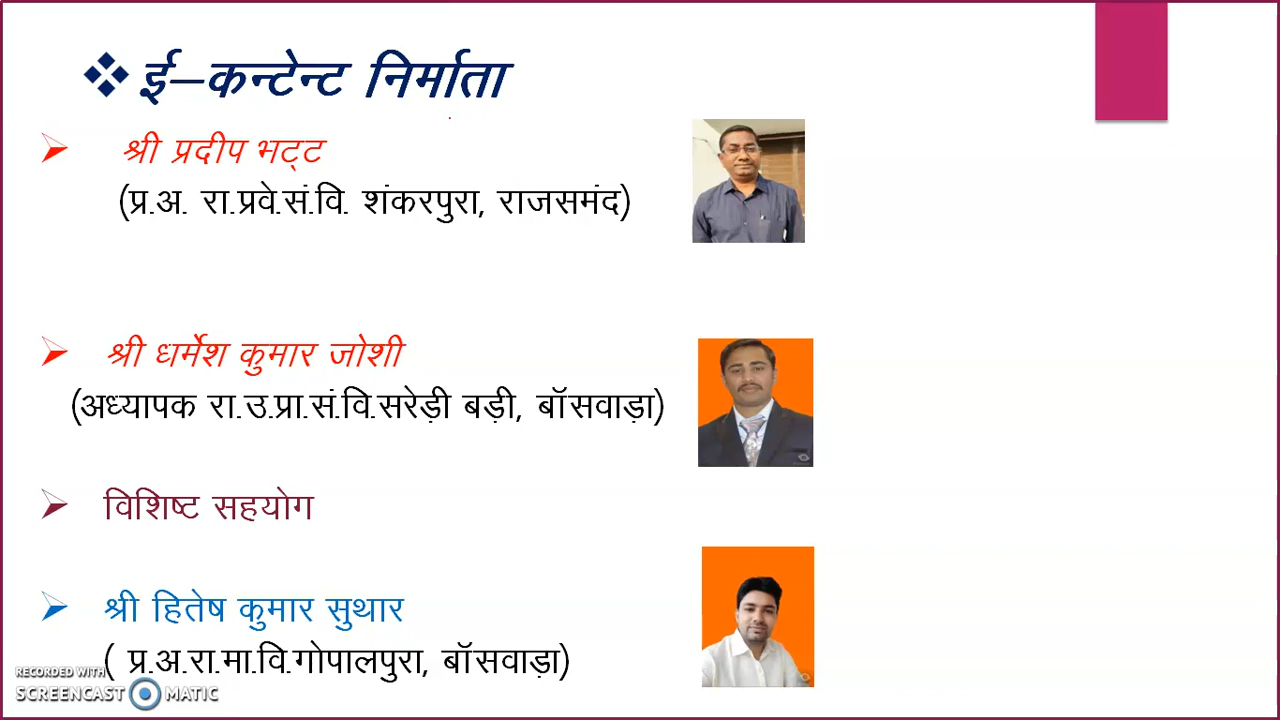 ई–कन्टेन्ट निर्माता
श्री प्रदीप भट्ट
(प्र.अ. रा.प्रवे.सं.वि. शंकरपुरा, राजसमंद)
श्री धर्मेश कुमार जोशी
(अध्यापक रा.उ.प्रा.सं.वि.सरेड़ी बड़ी, बॉसवाड़ा)
विशिष्ट सहयोग
श्री हितेष कुमार सुथार
( प्र.अ.रा.मा.वि.गोपालपुरा, बॉसवाड़ा)
RECORDED WITH
SCREENCAST MATIC